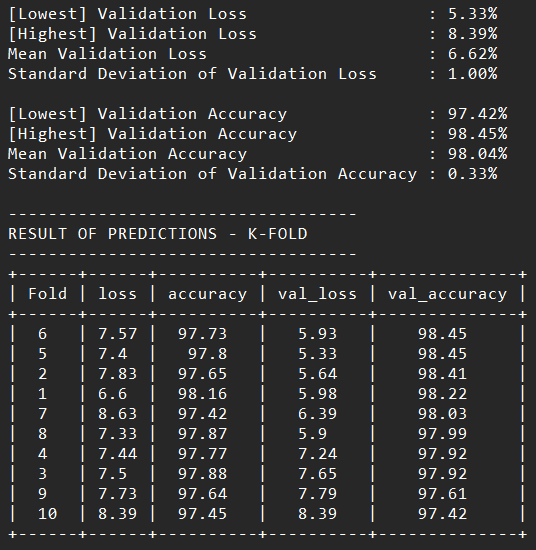 [Lowest] Validation Loss                  : 5.33%
[Highest] Validation Loss                 : 8.39%
Mean Validation Loss                      : 6.62%
Standard Deviation of Validation Loss     : 1.00%

[Lowest] Validation Accuracy              : 97.42%
[Highest] Validation Accuracy             : 98.45%
Mean Validation Accuracy                  : 98.04%
Standard Deviation of Validation Accuracy : 0.33%

-----------------------------------
RESULT OF PREDICTIONS - K-FOLD
-----------------------------------
+------+------+----------+----------+--------------+
| Fold | loss | accuracy | val_loss | val_accuracy |
+------+------+----------+----------+--------------+
|  6   | 7.57 |  97.73   |   5.93   |    98.45     |
|  5   | 7.4  |   97.8   |   5.33   |    98.45     |
|  2   | 7.83 |  97.65   |   5.64   |    98.41     |
|  1   | 6.6  |  98.16   |   5.98   |    98.22     |
|  7   | 8.63 |  97.42   |   6.39   |    98.03     |
|  8   | 7.33 |  97.87   |   5.9    |    97.99     |
|  4   | 7.44 |  97.77   |   7.24   |    97.92     |
|  3   | 7.5  |  97.88   |   7.65   |    97.92     |
|  9   | 7.73 |  97.64   |   7.79   |    97.61     |
|  10  | 8.39 |  97.45   |   8.39   |    97.42     |
+------+------+----------+----------+--------------+